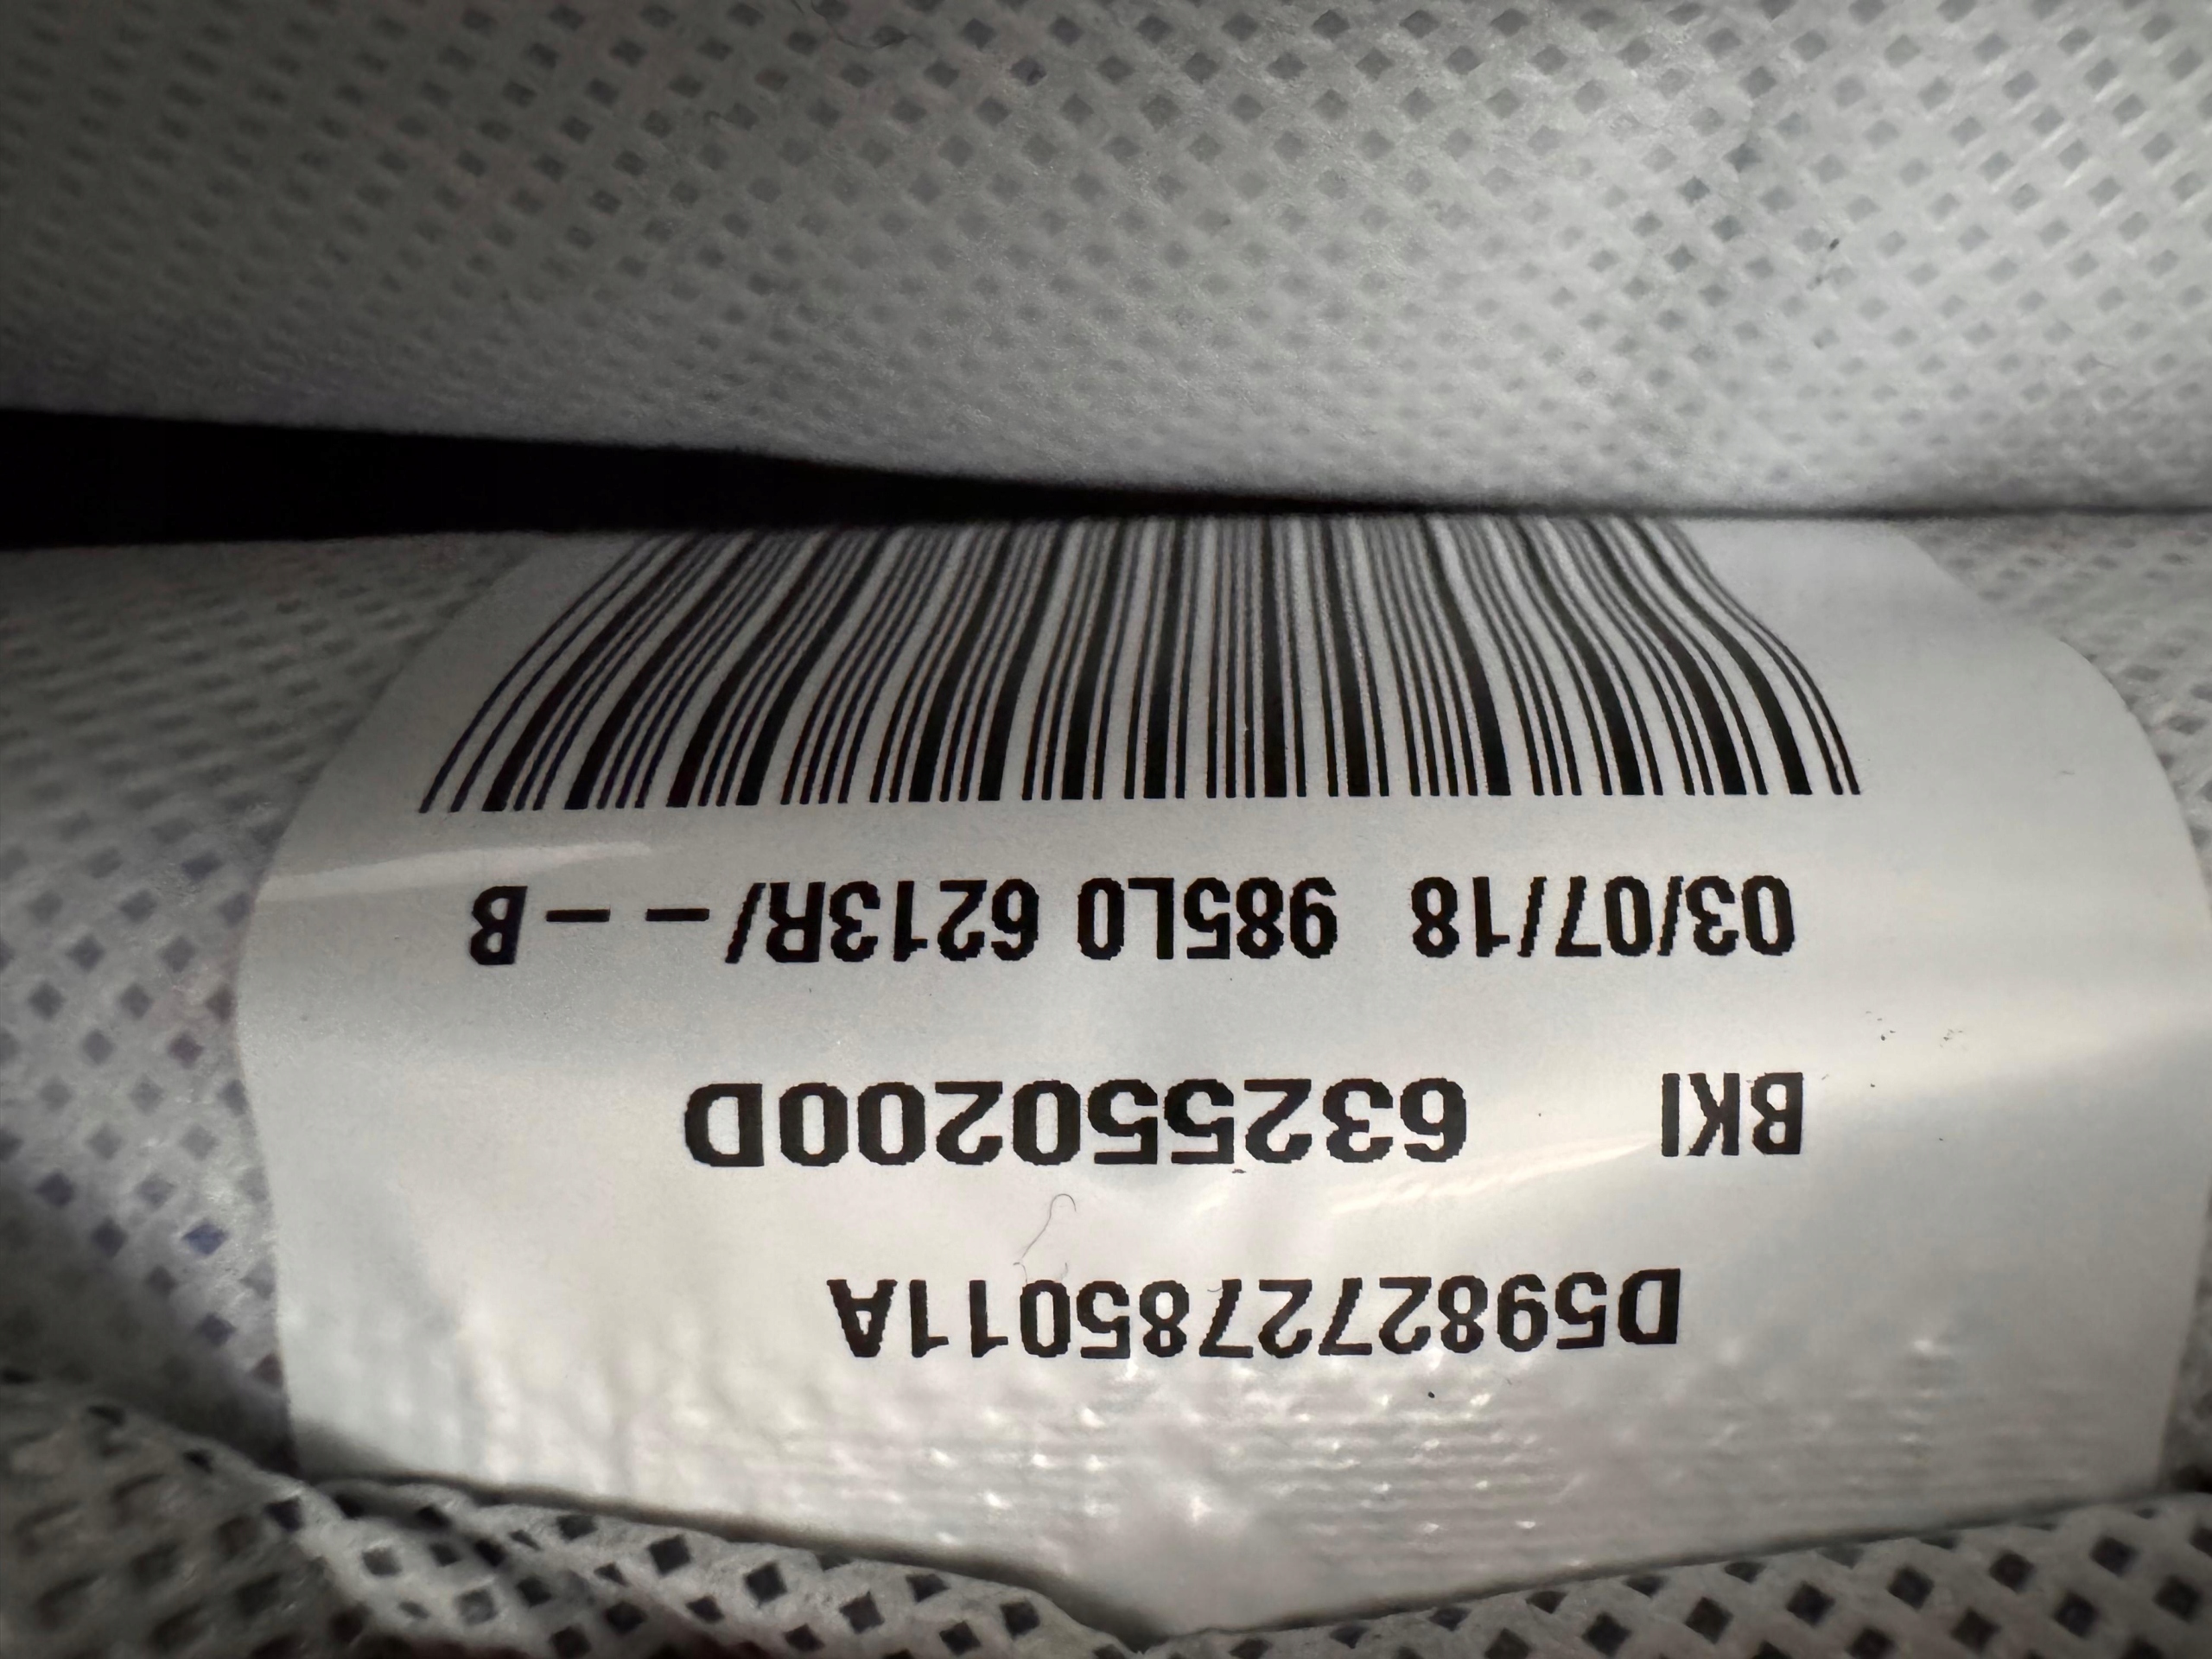 D598272785011A
BKI 632550200D
03/07/18 985L0 6213R/ – – B